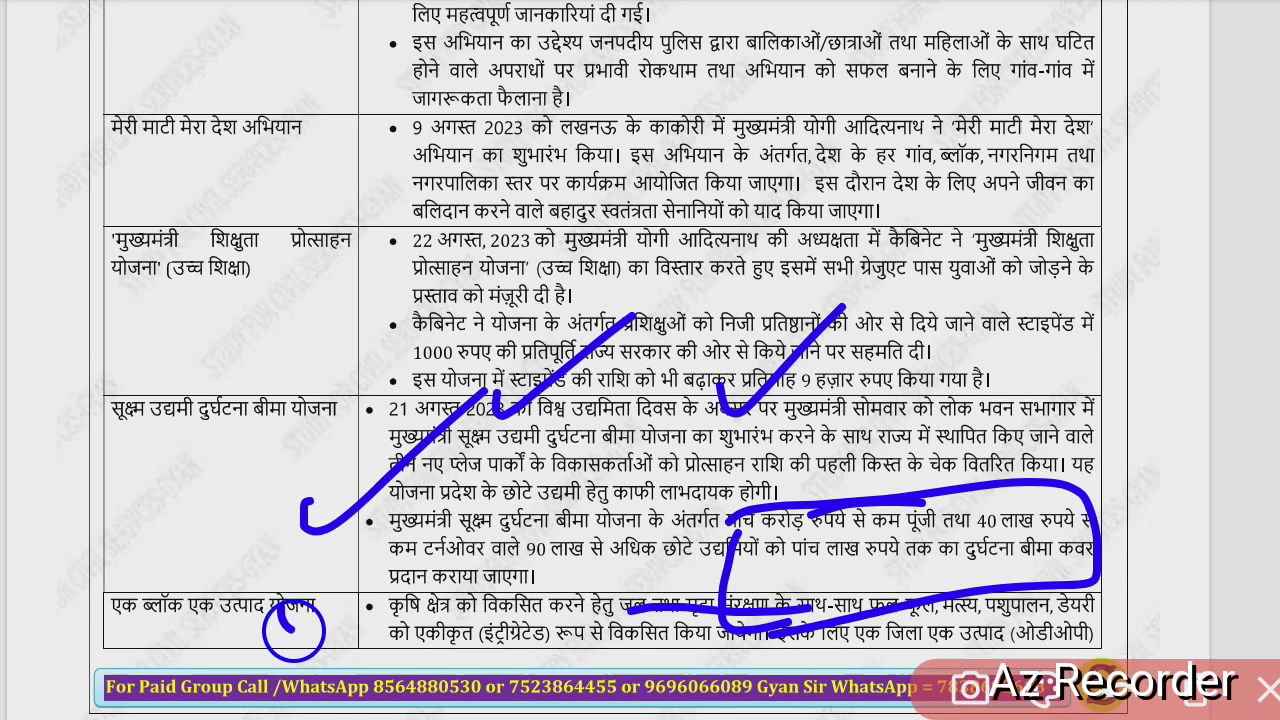 लिए महत्वपूर्ण जानकारियां दी गई।
• इस अभियान का उद्देश्य जनपदीय पुलिस द्वारा बालिकाओं/छात्राओं तथा महिलाओं के साथ घटित
होने वाले अपराधों पर प्रभावी रोकथाम तथा अभियान को सफल बनाने के लिए गांव-गांव में
जागरूकता फैलाना है।
मेरी माटी मेरा देश अभियान
• 9 अगस्त 2023 को लखनऊ के काकोरी में मुख्यमंत्री योगी आदित्यनाथ ने 'मेरी माटी मेरा देश'
अभियान का शुभारंभ किया। इस अभियान के अंतर्गत, देश के हर गांव, ब्लॉक, नगरनिगम तथा
नगरपालिका स्तर पर कार्यक्रम आयोजित किया जाएगा। इस दौरान देश के लिए अपने जीवन का
बलिदान करने वाले बहादुर स्वतंत्रता सेनानियों को याद किया जाएगा।
'मुख्यमंत्री शिक्षुता प्रोत्साहन
योजना' (उच्च शिक्षा)
• 22 अगस्त, 2023 को मुख्यमंत्री योगी आदित्यनाथ की अध्यक्षता में कैबिनेट ने 'मुख्यमंत्री शिक्षुता
प्रोत्साहन योजना' (उच्च शिक्षा) का विस्तार करते हुए इसमें सभी ग्रेजुएट पास युवाओं को जोड़ने के
प्रस्ताव को मंज़ूरी दी है।
• कैबिनेट ने योजना के अंतर्गत प्रशिक्षुओं को निजी प्रतिष्ठानों की ओर से दिये जाने वाले स्टाइपेंड में
1000 रुपए की प्रतिपूर्ति राज्य सरकार की ओर से किये जाने पर सहमति दी।
• इस योजना में स्टाइपेंड की राशि को भी बढ़ाकर प्रतिमाह 9 हज़ार रुपए किया गया है।
सूक्ष्म उद्यमी दुर्घटना बीमा योजना
• 21 अगस्त 2023 को विश्व उद्यमिता दिवस के अवसर पर मुख्यमंत्री सोमवार को लोक भवन सभागार में
मुख्यमंत्री सूक्ष्म उद्यमी दुर्घटना बीमा योजना का शुभारंभ करने के साथ राज्य में स्थापित किए जाने वाले
तीन नए प्लेज पार्कों के विकासकर्ताओं को प्रोत्साहन राशि की पहली किस्त के चेक वितरित किया। यह
योजना प्रदेश के छोटे उद्यमी हेतु काफी लाभदायक होगी।
• मुख्यमंत्री सूक्ष्म दुर्घटना बीमा योजना के अंतर्गत पांच करोड़ रुपये से कम पूंजी तथा 40 लाख रुपये से
कम टर्नओवर वाले 90 लाख से अधिक छोटे उद्यमियों को पांच लाख रुपये तक का दुर्घटना बीमा कवर
प्रदान कराया जाएगा।
एक ब्लॉक एक उत्पाद योजना
• कृषि क्षेत्र को विकसित करने हेतु जल तथा मृदा संरक्षण के साथ-साथ फल फूल, मत्स्य, पशुपालन, डेयरी
को एकीकृत (इंट्रीग्रेटेड) रूप से विकसित किया जायेगा। इसके लिए एक जिला एक उत्पाद (ओडीओपी)
For Paid Group Call /WhatsApp 8564880530 or 7523864455 or 9696066089 Gyan Sir WhatsApp =
Az Recorder